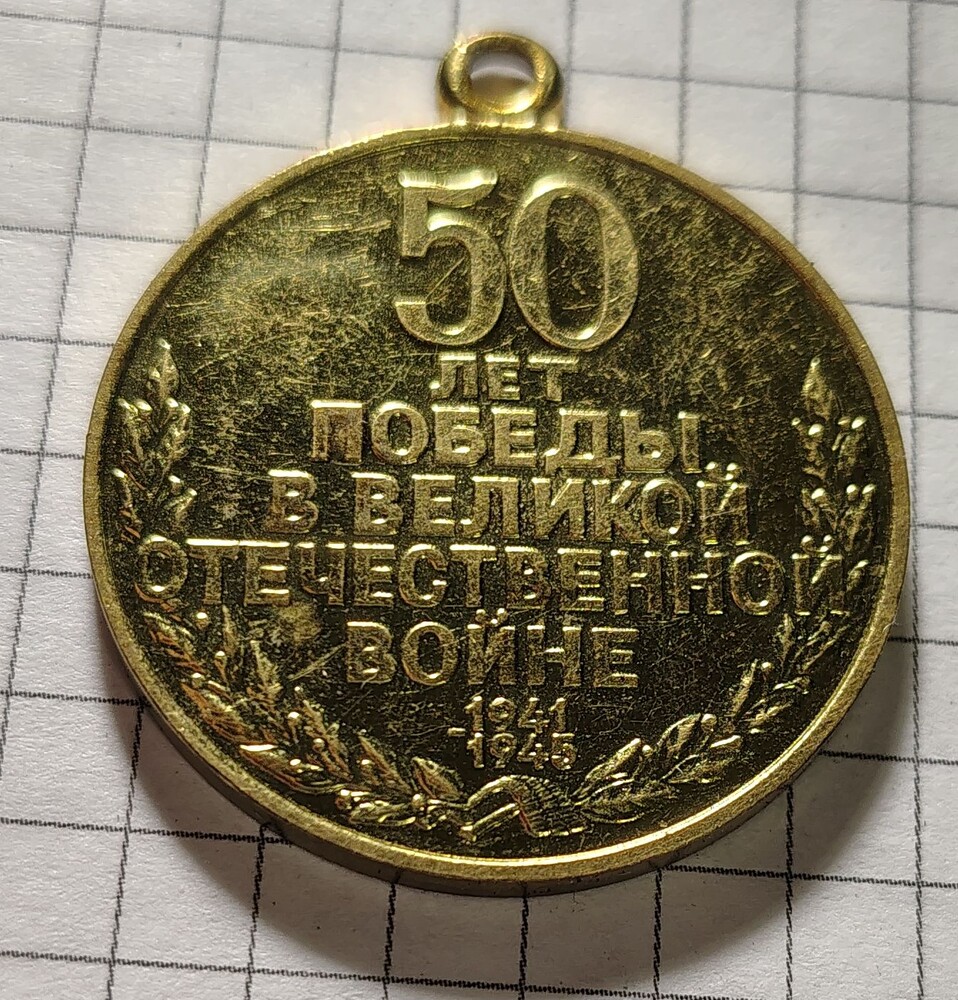 50
ЛЕТ
ПОБЕДЫ
В ВЕЛИКОЙ
ОТЕЧЕСТВЕННОЙ
ВОЙНЕ
1941
-1945